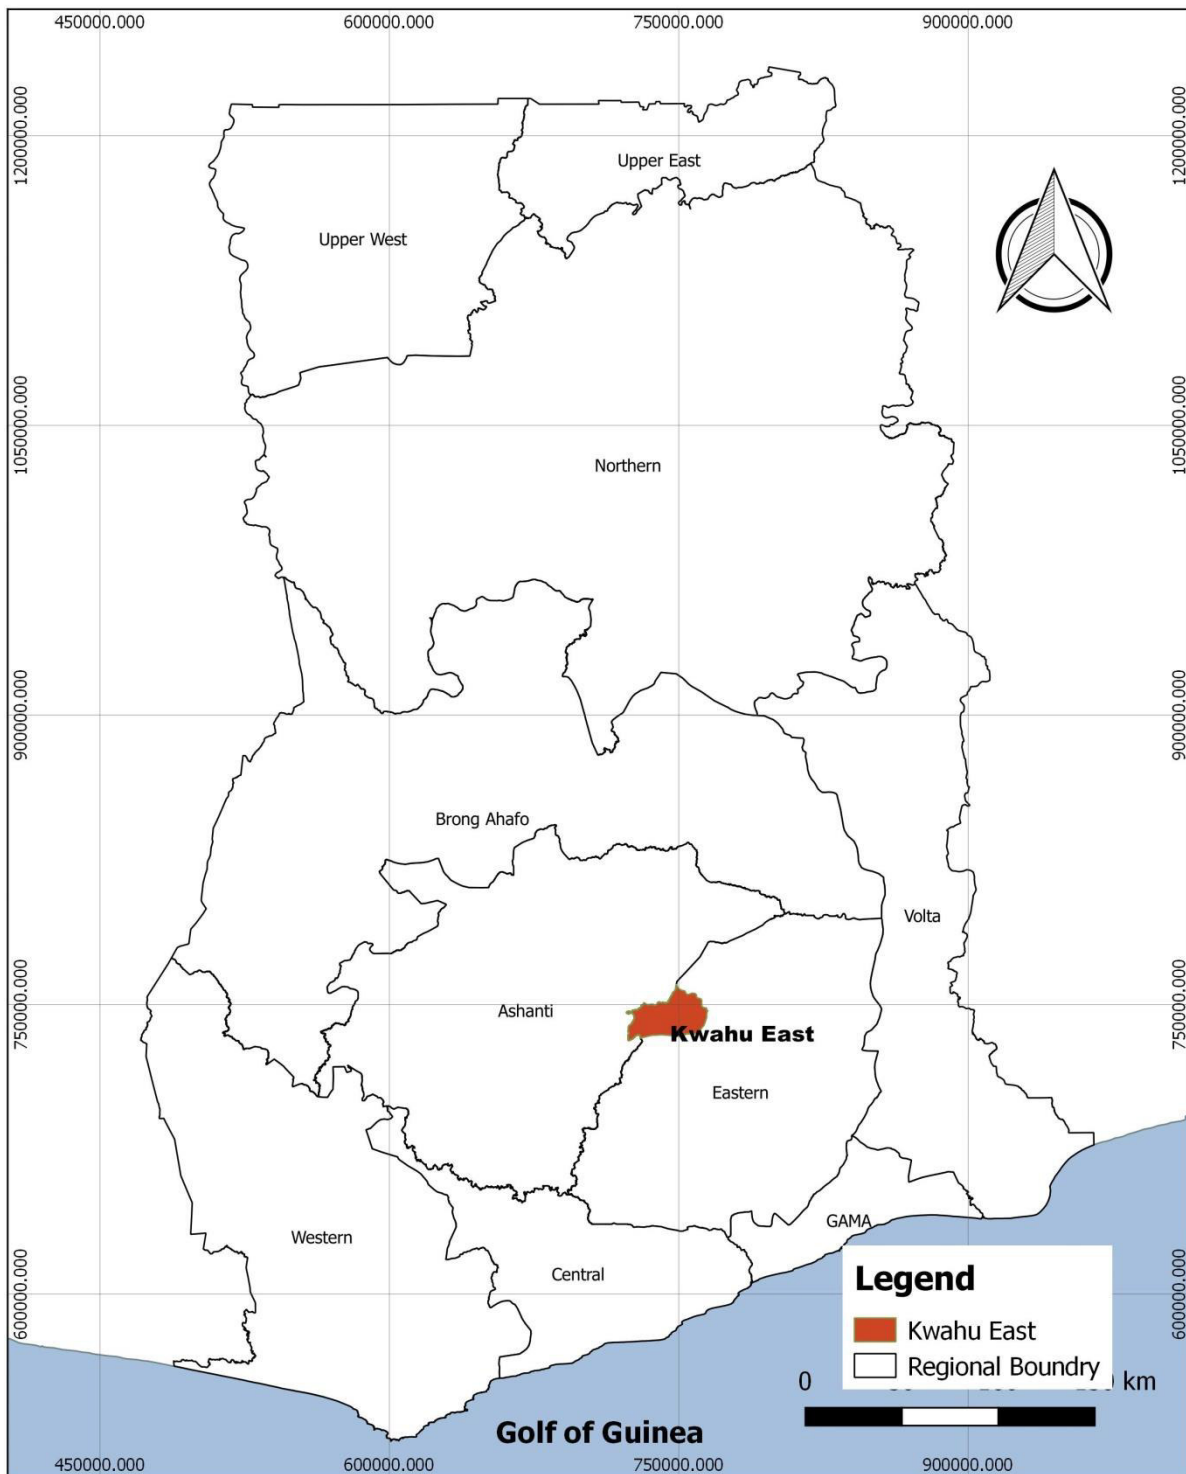 450000.000 600000.000 750000.000 900000.000
1200000.000 1200000.000
Upper East
Upper West
1050000.000 1050000.000
Northern
900000.000 900000.000
Brong Ahafo
Volta
750000.000 750000.000
Ashanti
Kwahu East
Eastern
GAMA
Western
Central
600000.000 600000.000
Legend
Kwahu East
Regional Boundry
0 km
Golf of Guinea
450000.000 600000.000 750000.000 900000.000